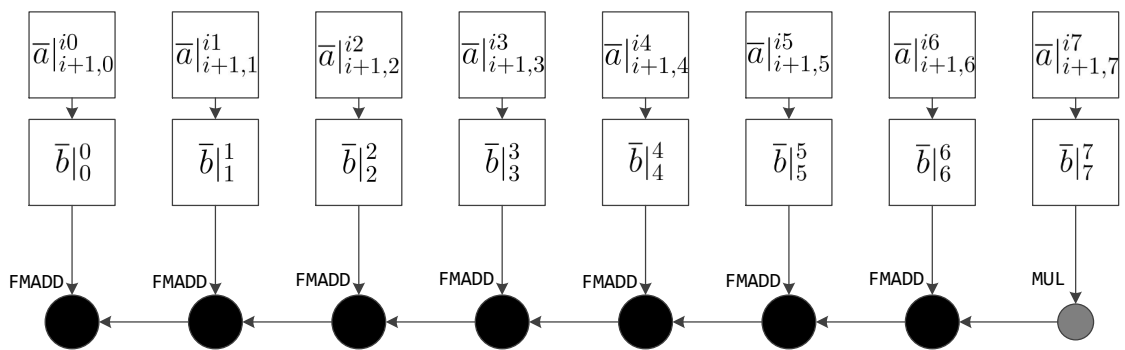 a̅|^{i0}_{i+1,0} a̅|^{i1}_{i+1,1} a̅|^{i2}_{i+1,2} a̅|^{i3}_{i+1,3} a̅|^{i4}_{i+1,4} a̅|^{i5}_{i+1,5} a̅|^{i6}_{i+1,6} a̅|^{i7}_{i+1,7}
b̅|^0_0 b̅|^1_1 b̅|^2_2 b̅|^3_3 b̅|^4_4 b̅|^5_5 b̅|^6_6 b̅|^7_7
FMADD FMADD FMADD FMADD FMADD FMADD FMADD MUL